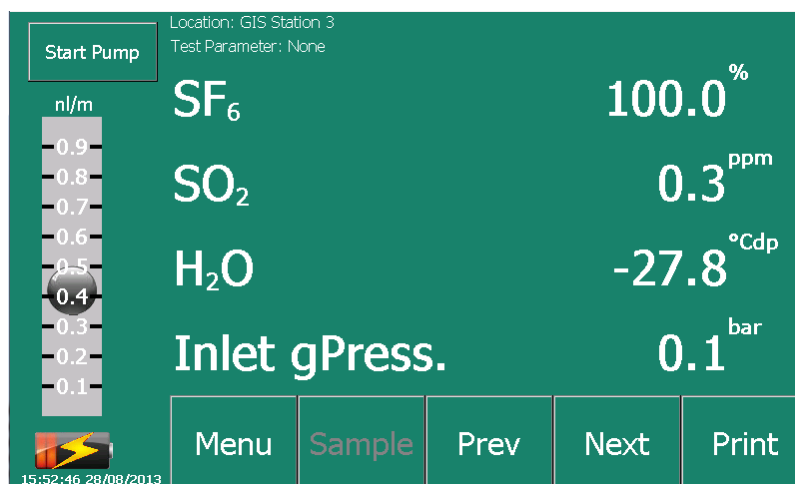 Location: GIS Station 3
Test Parameter: None
Start Pump
nl/m
0.9
0.8
0.7
0.6
0.5
0.4
0.3
0.2
0.1
SF₆ 100.0 %
SO₂ 0.3 ppm
H₂O -27.8 °Cdp
Inlet gPress. 0.1 bar
Menu Sample Prev Next Print
15:52:46 28/08/2013